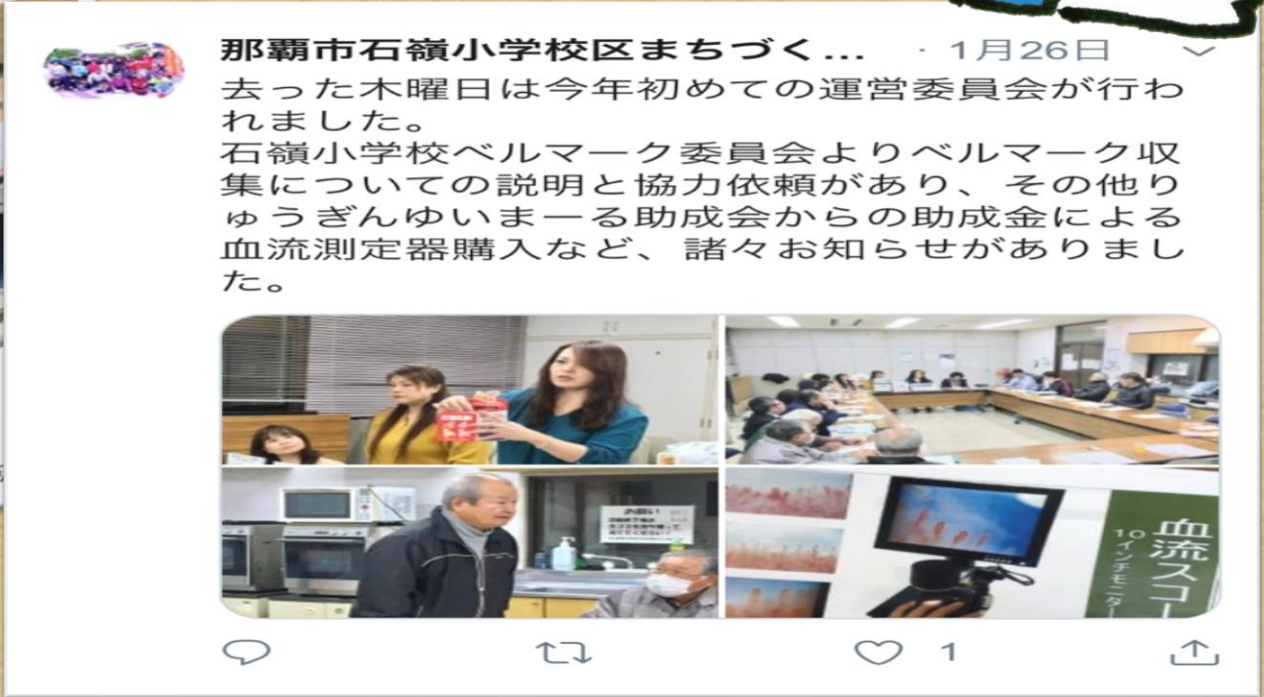 那覇市石嶺小学校区まちづく... · 1月26日
去った木曜日は今年初めての運営委員会が行わ
れました。
石嶺小学校ベルマーク委員会よりベルマーク収
集についての説明と協力依頼があり、その他り
ゅうぎんゆいまーる助成会からの助成金による
血流測定器購入など、諸々お知らせがありまし
た。
お願い
血流スコー
10インチモニター
1